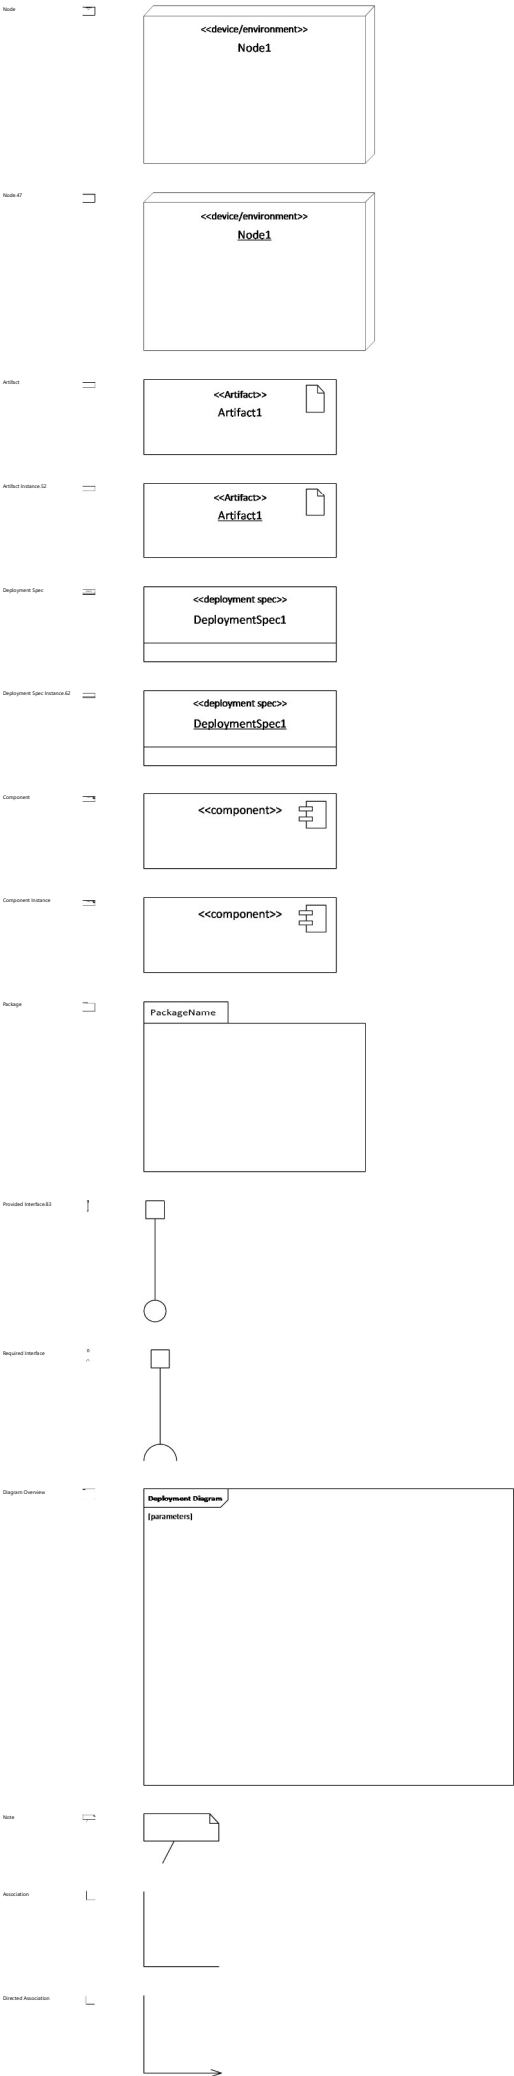 Node
<<device/environment>>
Node1
Node.47
<<device/environment>>
Node1
Artifact
<<Artifact>>
Artifact1
Artifact Instance.52
<<Artifact>>
Artifact1
Deployment Spec
<<deployment spec>>
DeploymentSpec1
Deployment Spec Instance.62
<<deployment spec>>
DeploymentSpec1
Component
<<component>>
Component Instance
<<component>>
Package
PackageName
Provided Interface.83
Required Interface
Diagram Overview
Deployment Diagram
[parameters]
Note
Association
Directed Association